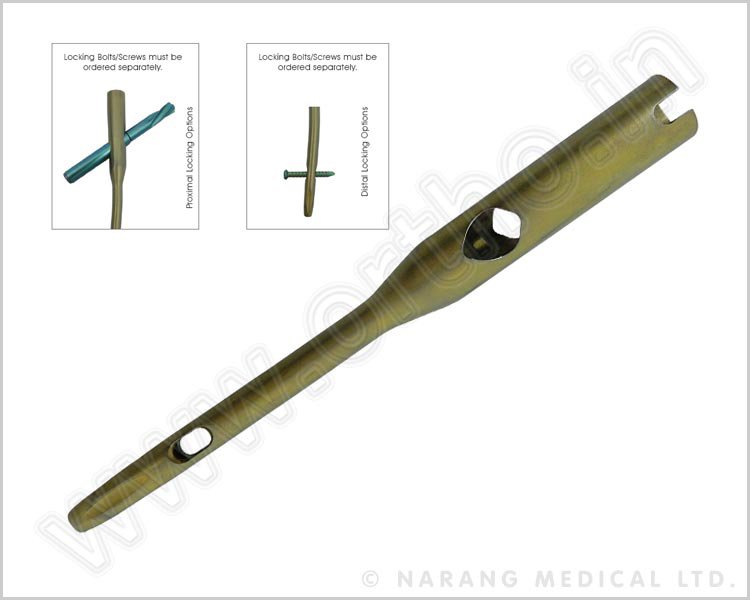 Locking Bolts/Screws must be
ordered separately.
Proximal Locking Options
Locking Bolts/Screws must be
ordered separately.
Distal Locking Options
www.ortho.in
© NARANG MEDICAL LTD.